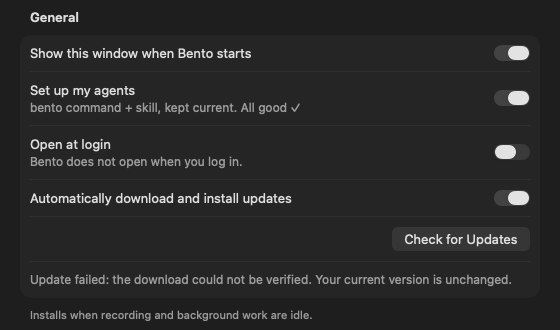 General
Show this window when Bento starts
Set up my agents
bento command + skill, kept current. All good ✓
Open at login
Bento does not open when you log in.
Automatically download and install updates
Check for Updates
Update failed: the download could not be verified. Your current version is unchanged.
Installs when recording and background work are idle.